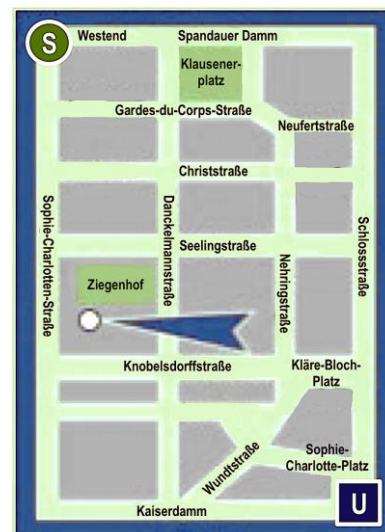 S
Westend
Spandauer Damm
Klausener-
platz
Gardes-du-Corps-Straße
Neufertstraße
Christstraße
Sophie-Charlotten-Straße
Danckelmannstraße
Schlossstraße
Seelingstraße
Nehringstraße
Ziegenhof
Knobelsdorffstraße
Kläre-Bloch-
Platz
Wundtstraße
Sophie-
Charlotte-Platz
Kaiserdamm
U